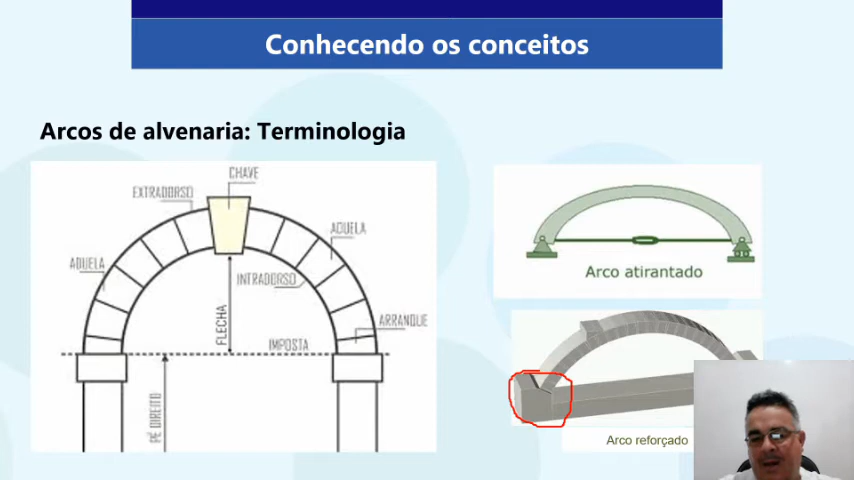 Conhecendo os conceitos
Arcos de alvenaria: Terminologia
CHAVE
EXTRADORSO
ADUELA
ADUELA
INTRADORSO
FLECHA
ARRANQUE
IMPOSTA
PÉ DIREITO
Arco atirantado
Arco reforçado